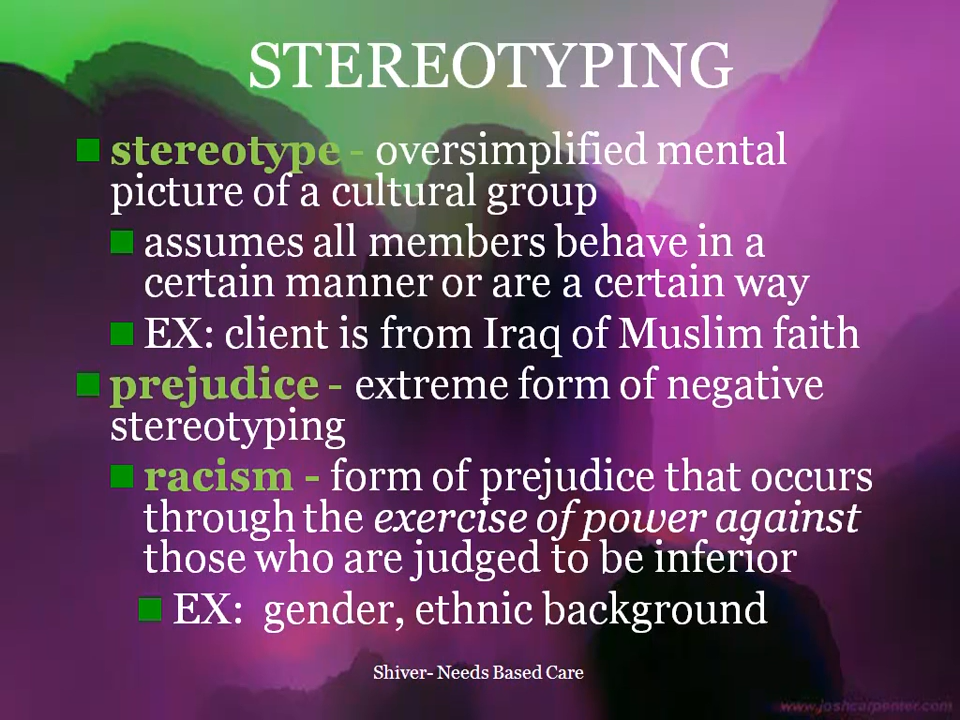 STEREOTYPING
stereotype - oversimplified mental
picture of a cultural group
assumes all members behave in a
certain manner or are a certain way
EX: client is from Iraq of Muslim faith
prejudice - extreme form of negative
stereotyping
racism - form of prejudice that occurs
through the exercise of power against
those who are judged to be inferior
EX: gender, ethnic background
Shiver- Needs Based Care
www.joshcarpenter.com